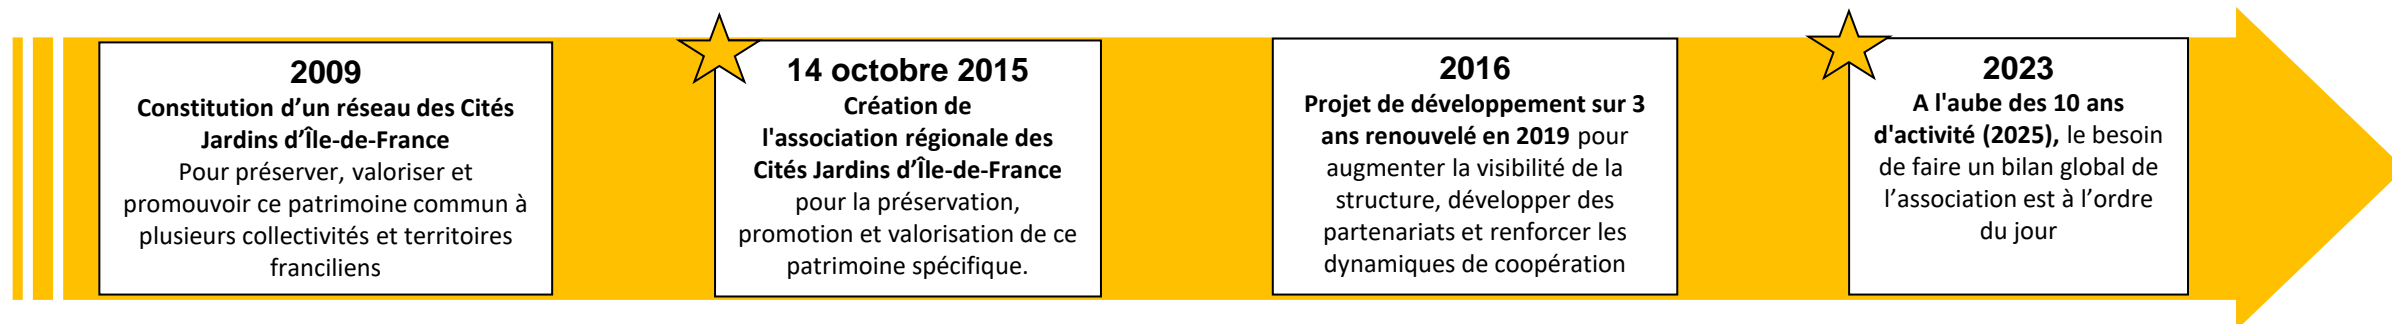 2009
Constitution d’un réseau des Cités
Jardins d’Île-de-France
Pour préserver, valoriser et
promouvoir ce patrimoine commun à
plusieurs collectivités et territoires
franciliens
14 octobre 2015
Création de
l'association régionale des
Cités Jardins d’Île-de-France
pour la préservation,
promotion et valorisation de ce
patrimoine spécifique.
2016
Projet de développement sur 3
ans renouvelé en 2019 pour
augmenter la visibilité de la
structure, développer des
partenariats et renforcer les
dynamiques de coopération
2023
A l'aube des 10 ans
d'activité (2025), le besoin
de faire un bilan global de
l’association est à l’ordre
du jour